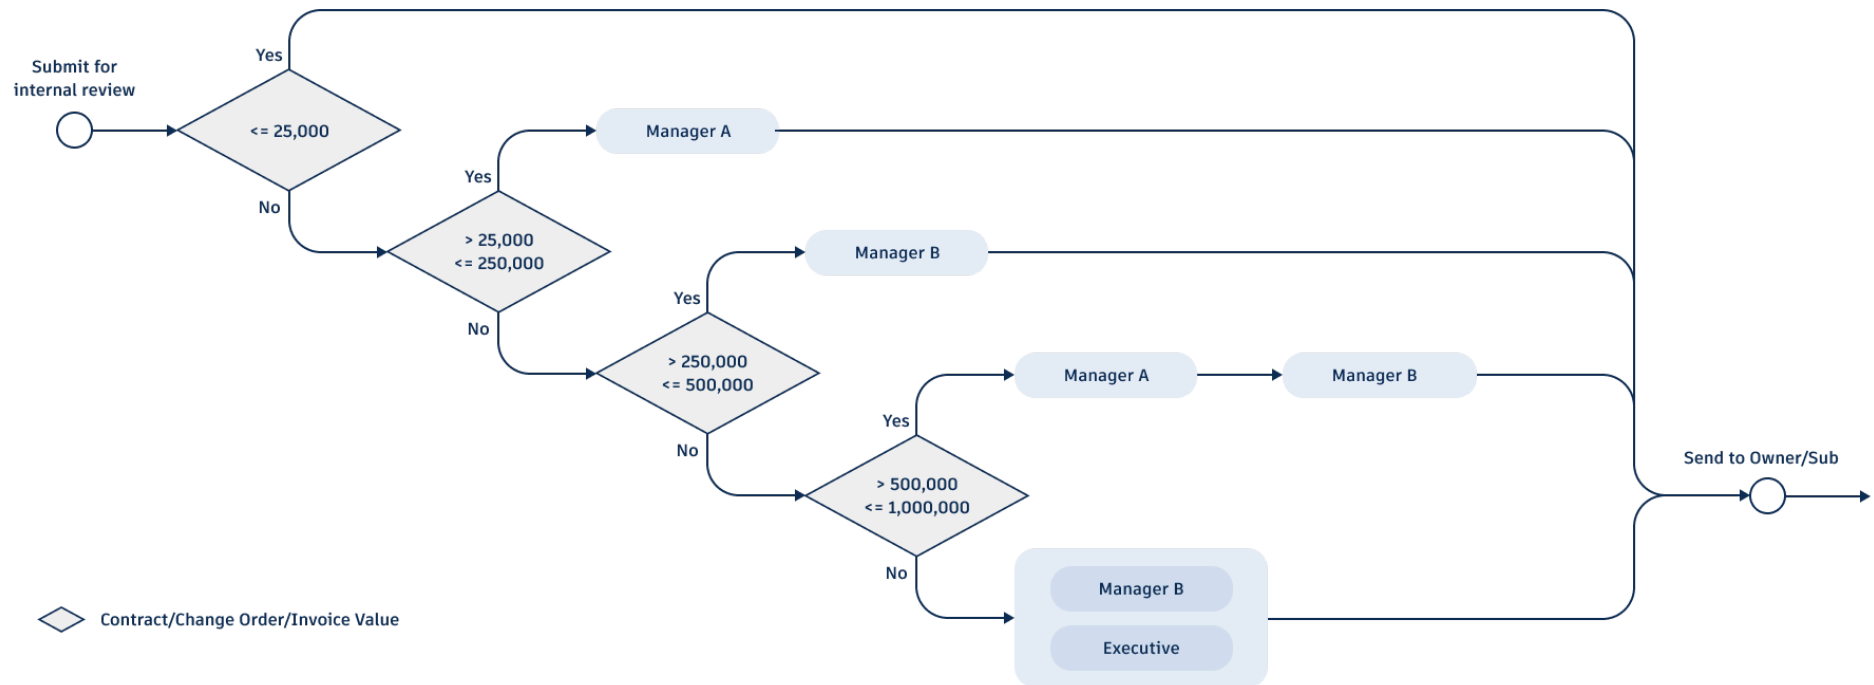 Yes
Submit for
internal review
<= 25,000
No
Yes
Manager A
> 25,000
<= 250,000
No
Yes
Manager B
> 250,000
<= 500,000
No
Yes
Manager A
Manager B
> 500,000
<= 1,000,000
No
Send to Owner/Sub
Manager B
Executive
Contract/Change Order/Invoice Value